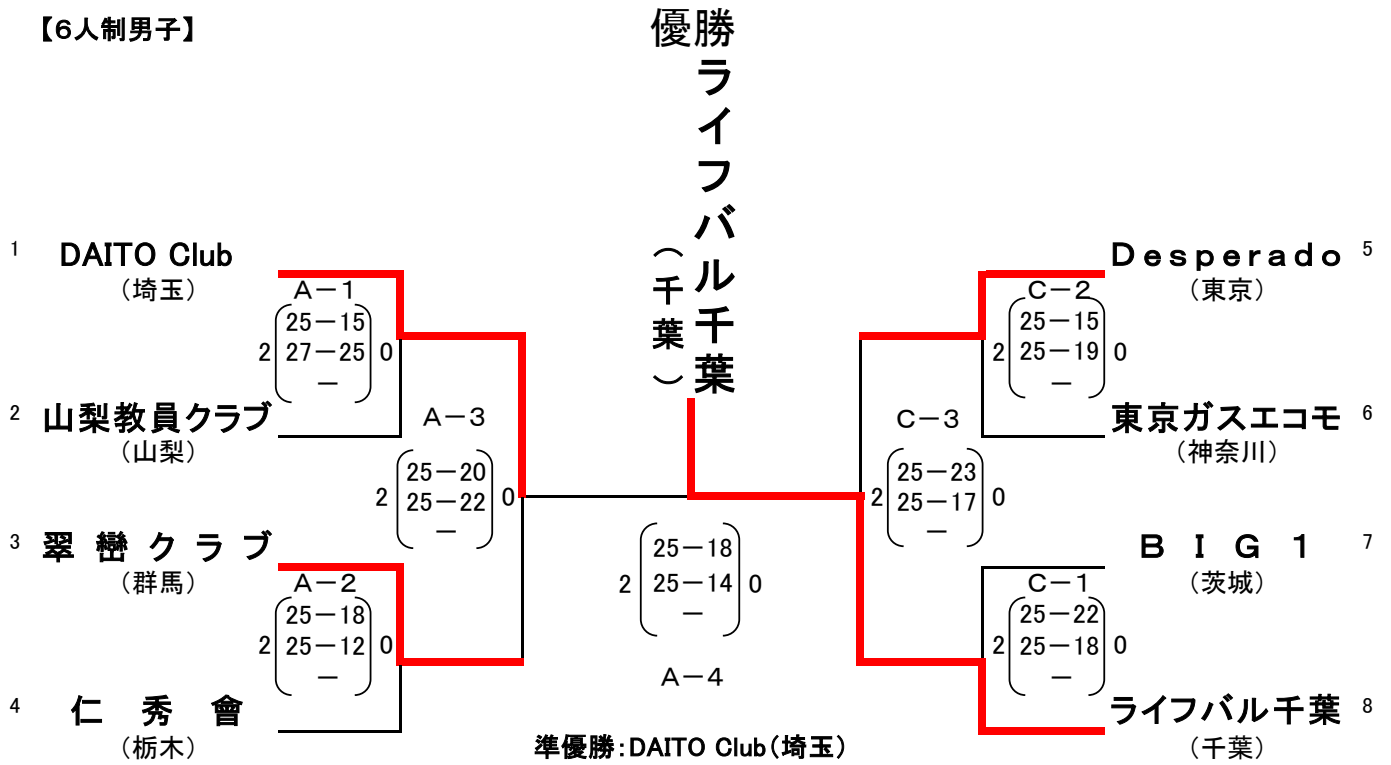 【6人制男子】
優勝
ライフバル千葉
（千葉）
1 DAITO Club
（埼玉）
A－1
25－15
2 27－25 0
－
2 山梨教員クラブ
（山梨）
A－3
25－20
2 25－22 0
－
3 翠巒クラブ
（群馬）
A－2
25－18
2 25－12 0
－
4 仁秀會
（栃木）
25－18
2 25－14 0
－
A－4
準優勝：DAITO Club（埼玉）
Desperado 5
（東京）
C－2
25－15
2 25－19 0
－
東京ガスエコモ 6
（神奈川）
C－3
25－23
2 25－17 0
－
BIG1 7
（茨城）
C－1
25－22
2 25－18 0
－
ライフバル千葉 8
（千葉）